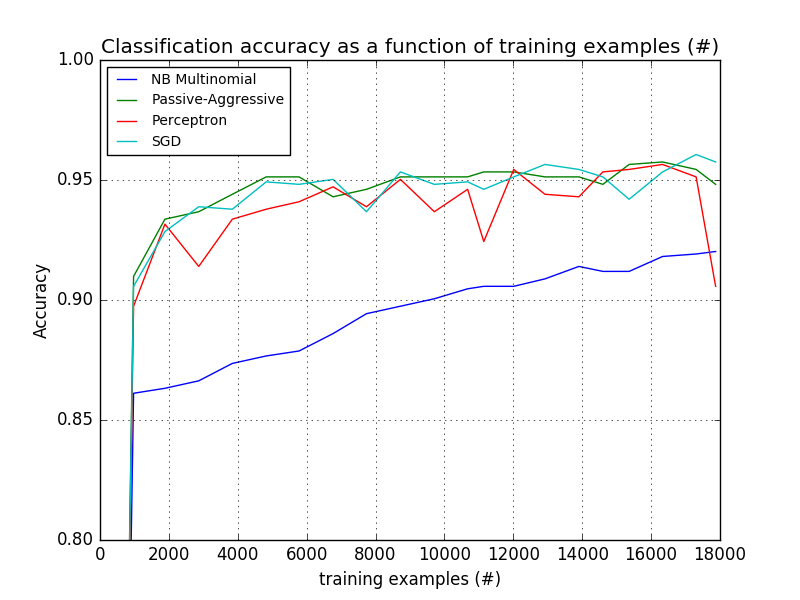 Classification accuracy as a function of training examples (#)
1.00
NB Multinomial
Passive-Aggressive
Perceptron
SGD
0.95
0.90
Accuracy
0.85
0.80
0 2000 4000 6000 8000 10000 12000 14000 16000 18000
training examples (#)